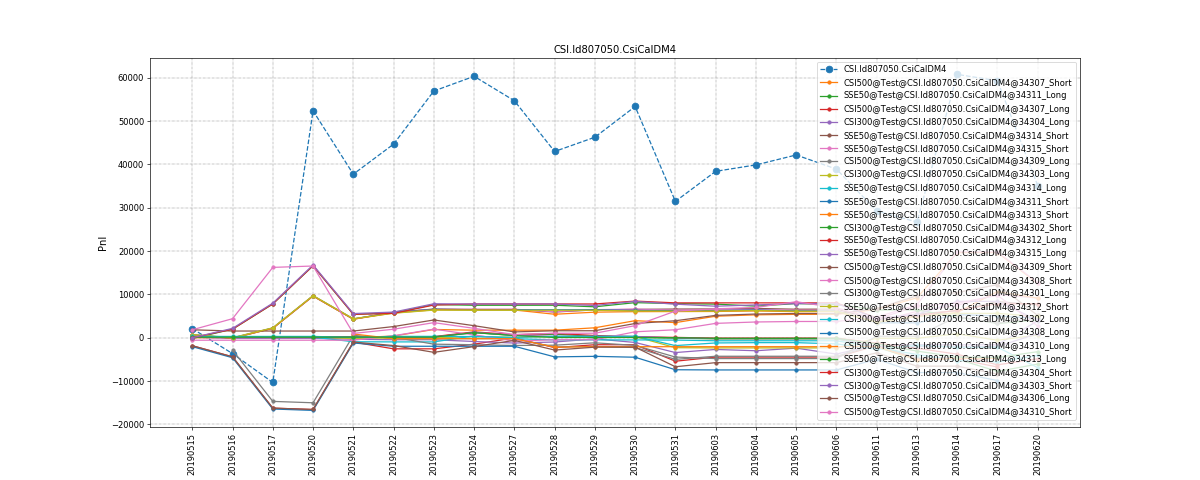 CSI.Id807050.CsiCalDM4
60000
50000
40000
30000
20000
10000
0
−10000
−20000
Pnl
CSI.Id807050.CsiCalDM4
CSI500@Test@CSI.Id807050.CsiCalDM4@34307_Short
SSE50@Test@CSI.Id807050.CsiCalDM4@34311_Long
CSI500@Test@CSI.Id807050.CsiCalDM4@34307_Long
CSI300@Test@CSI.Id807050.CsiCalDM4@34304_Long
SSE50@Test@CSI.Id807050.CsiCalDM4@34314_Short
SSE50@Test@CSI.Id807050.CsiCalDM4@34315_Short
CSI500@Test@CSI.Id807050.CsiCalDM4@34309_Long
CSI300@Test@CSI.Id807050.CsiCalDM4@34303_Long
SSE50@Test@CSI.Id807050.CsiCalDM4@34314_Long
SSE50@Test@CSI.Id807050.CsiCalDM4@34311_Short
SSE50@Test@CSI.Id807050.CsiCalDM4@34313_Short
CSI300@Test@CSI.Id807050.CsiCalDM4@34302_Short
SSE50@Test@CSI.Id807050.CsiCalDM4@34312_Long
SSE50@Test@CSI.Id807050.CsiCalDM4@34315_Long
CSI500@Test@CSI.Id807050.CsiCalDM4@34309_Short
CSI500@Test@CSI.Id807050.CsiCalDM4@34308_Short
CSI300@Test@CSI.Id807050.CsiCalDM4@34301_Long
SSE50@Test@CSI.Id807050.CsiCalDM4@34312_Short
CSI300@Test@CSI.Id807050.CsiCalDM4@34302_Long
CSI500@Test@CSI.Id807050.CsiCalDM4@34308_Long
CSI500@Test@CSI.Id807050.CsiCalDM4@34310_Long
SSE50@Test@CSI.Id807050.CsiCalDM4@34313_Long
CSI300@Test@CSI.Id807050.CsiCalDM4@34304_Short
CSI300@Test@CSI.Id807050.CsiCalDM4@34303_Short
CSI500@Test@CSI.Id807050.CsiCalDM4@34306_Long
CSI500@Test@CSI.Id807050.CsiCalDM4@34310_Short
20190515
20190516
20190517
20190520
20190521
20190522
20190523
20190524
20190527
20190528
20190529
20190530
20190531
20190603
20190604
20190605
20190606
20190611
20190613
20190614
20190617
20190620